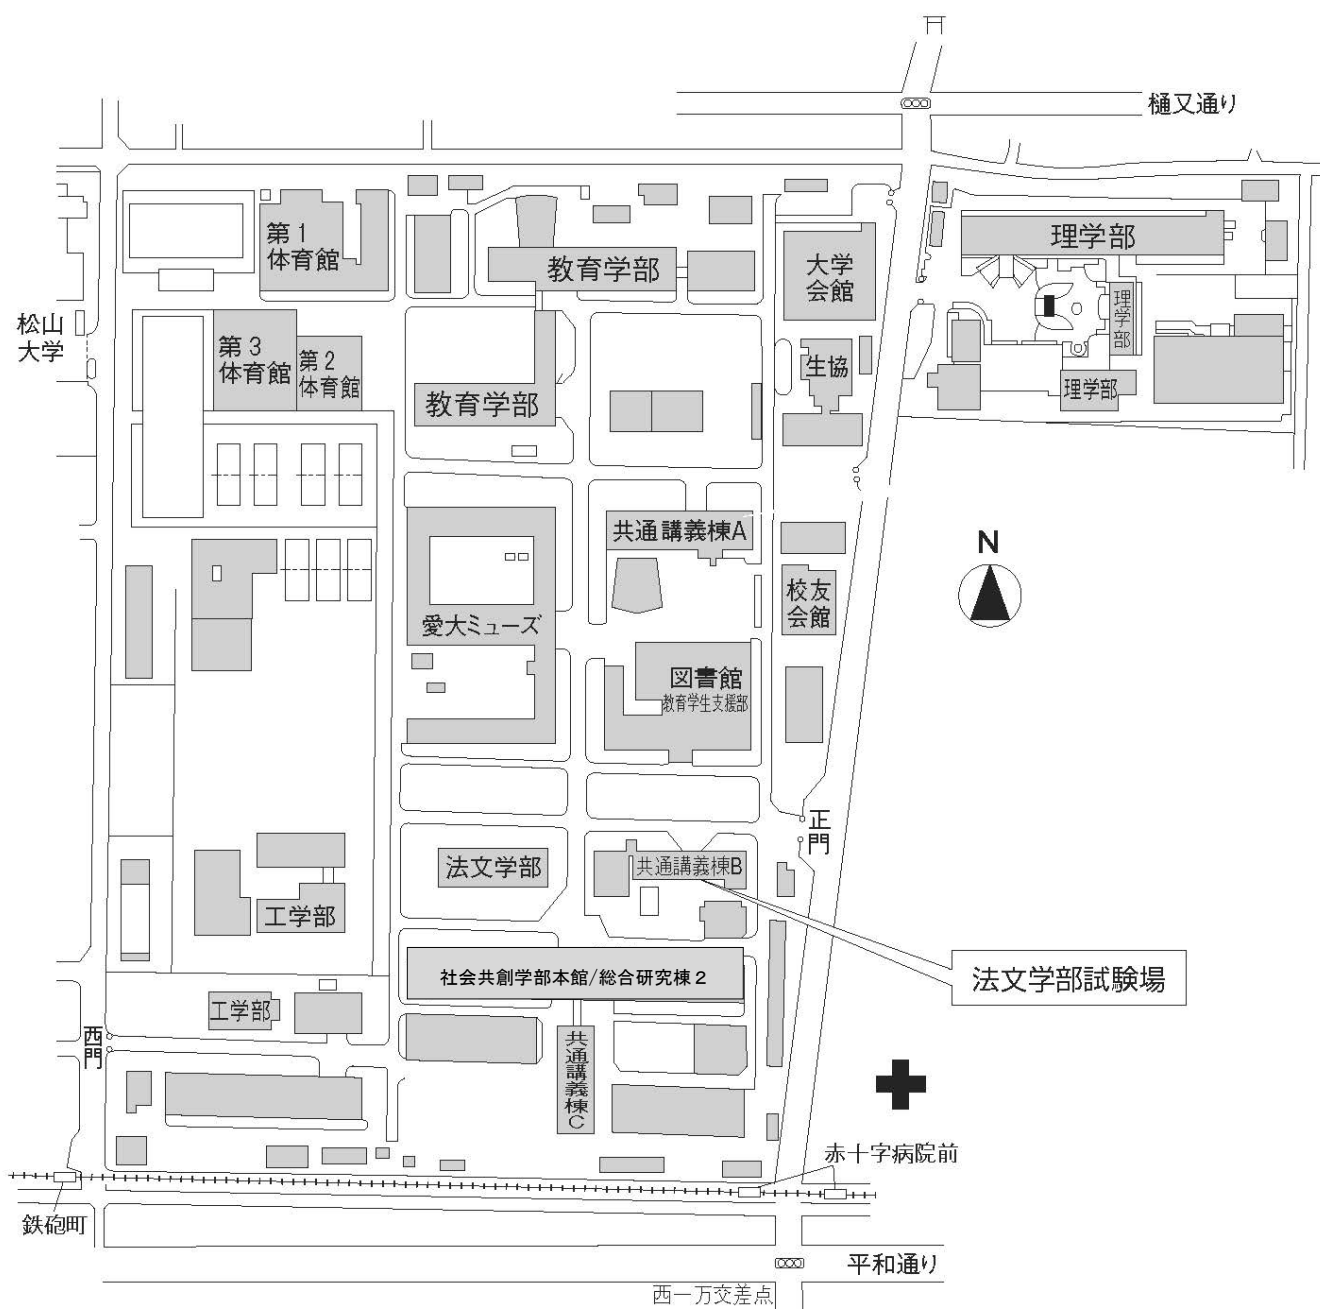 樋又通り
第1
体育館
教育学部
大学
会館
理学部
理学部
松山
大学
第3
体育館
第2
体育館
教育学部
生協
理学部
共通講義棟A
N
愛大ミューズ
校友
会館
図書館
教育学生支援部
正門
法文学部
共通講義棟B
工学部
法文学部試験場
社会共創学部本館/総合研究棟2
工学部
西門
共通講義棟C
赤十字病院前
鉄砲町
平和通り
西一万交差点